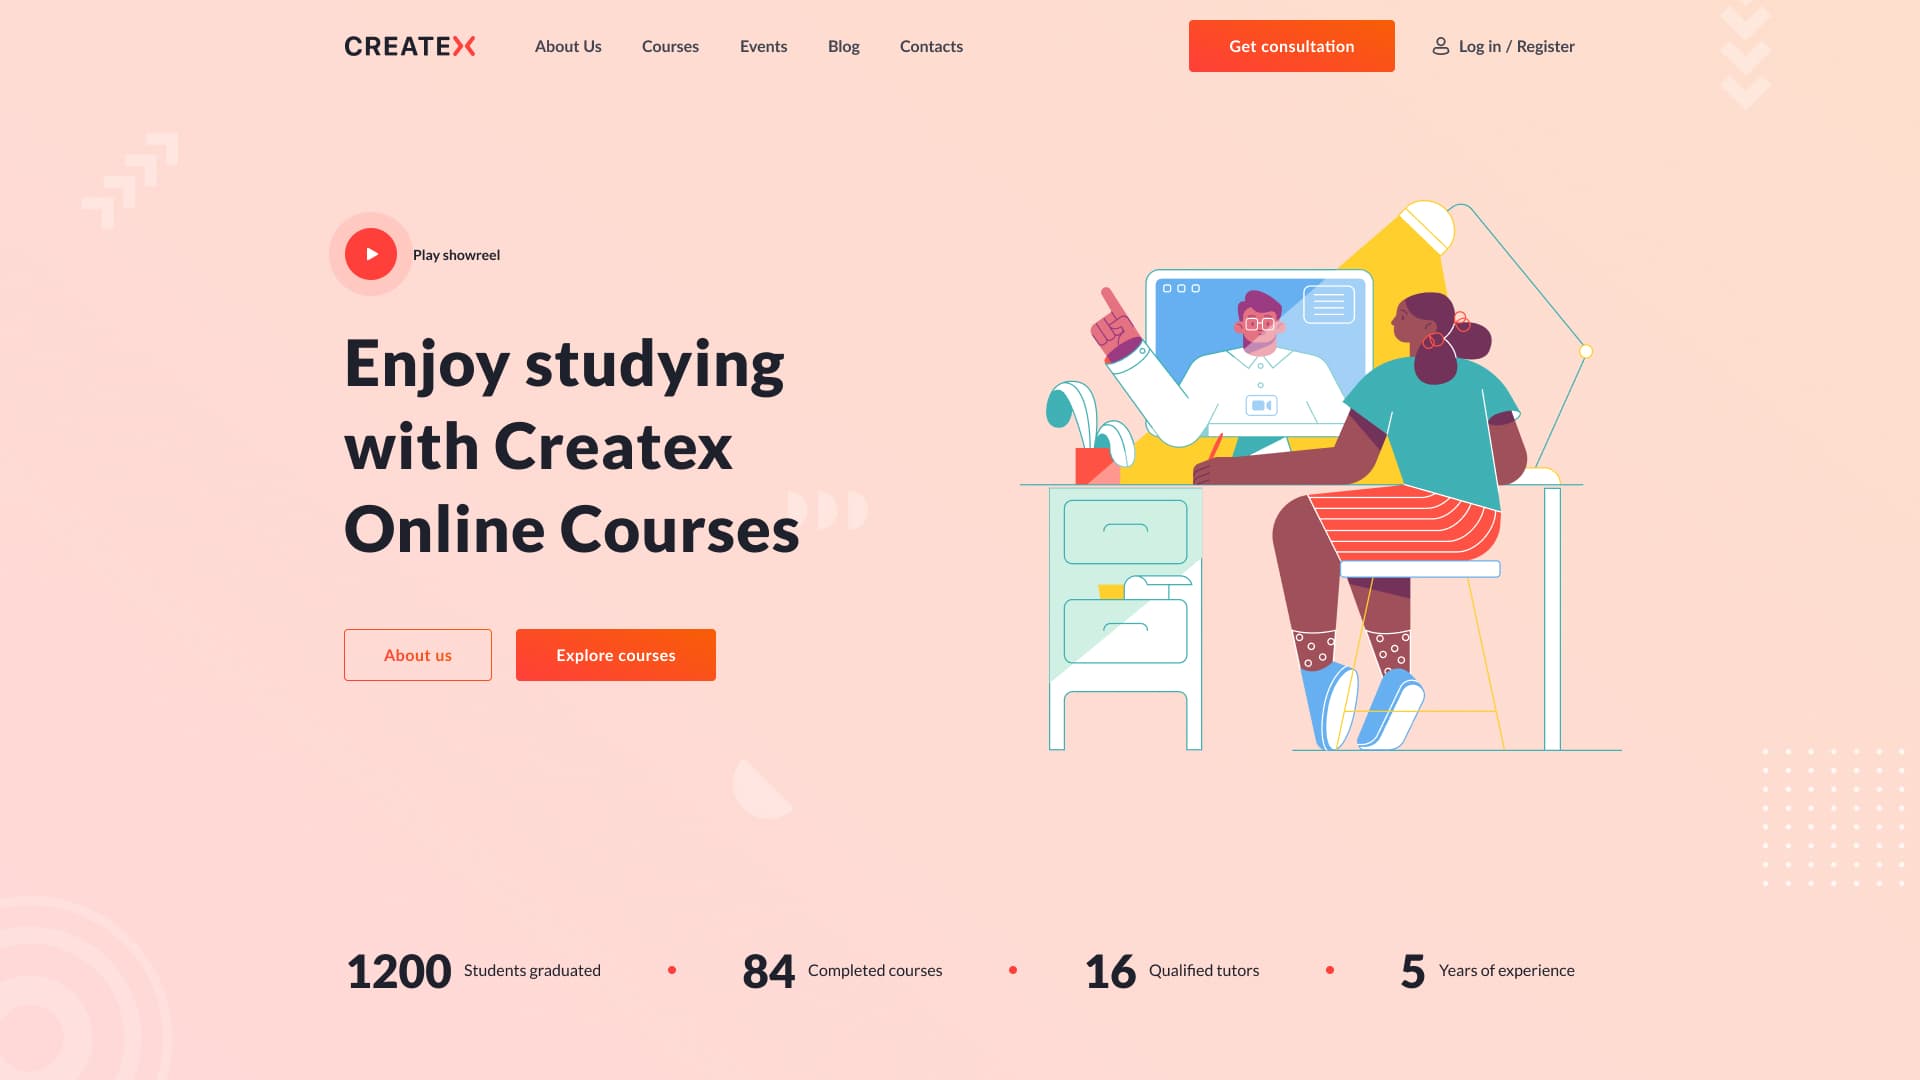 CREATEX
About Us
Courses
Events
Blog
Contacts
Get consultation
Log in / Register
Play showreel
Enjoy studying
with Createx
Online Courses
About us
Explore courses
1200 Students graduated
84 Completed courses
16 Qualified tutors
5 Years of experience